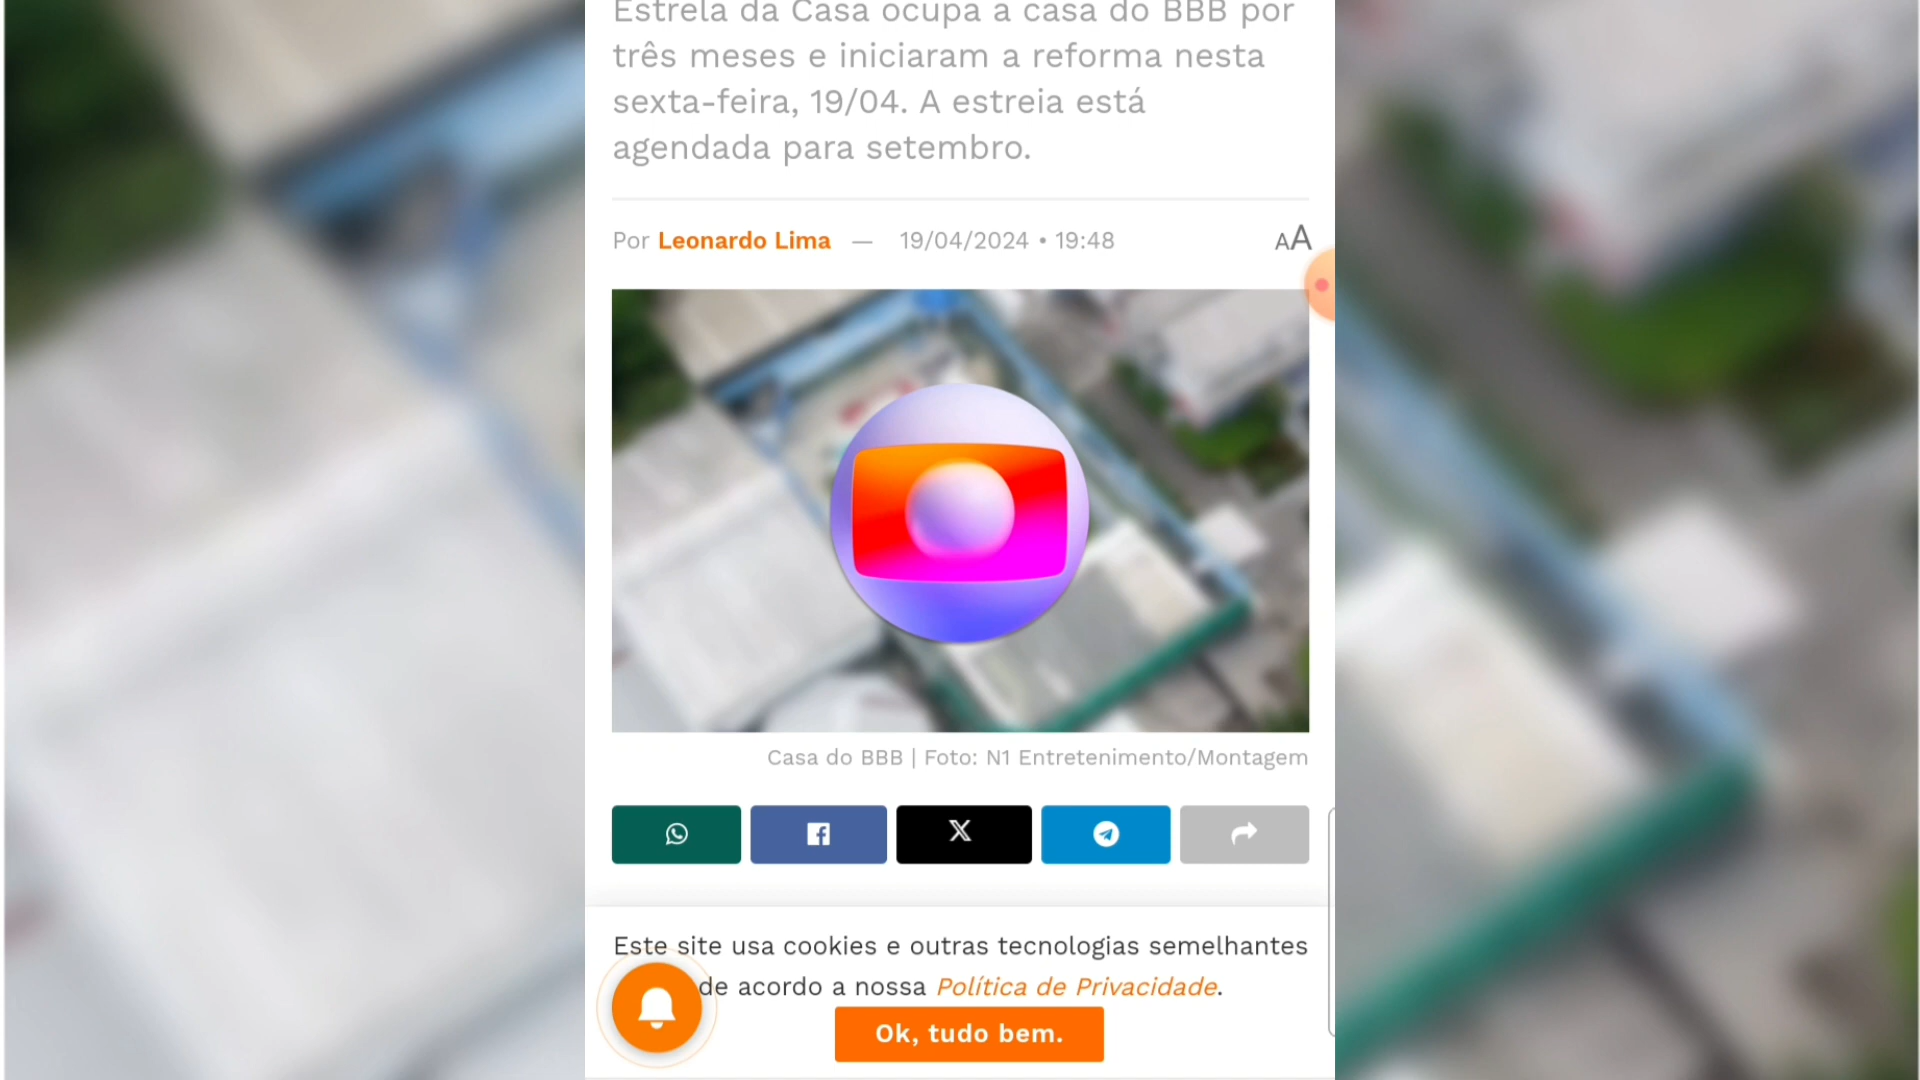 Estrela da Casa ocupa a casa do BBB por
três meses e iniciaram a reforma nesta
sexta-feira, 19/04. A estreia está
agendada para setembro.
Por Leonardo Lima — 19/04/2024 • 19:48
AA
Casa do BBB | Foto: N1 Entretenimento/Montagem
X
Este site usa cookies e outras tecnologias semelhantes
de acordo a nossa Política de Privacidade.
Ok, tudo bem.